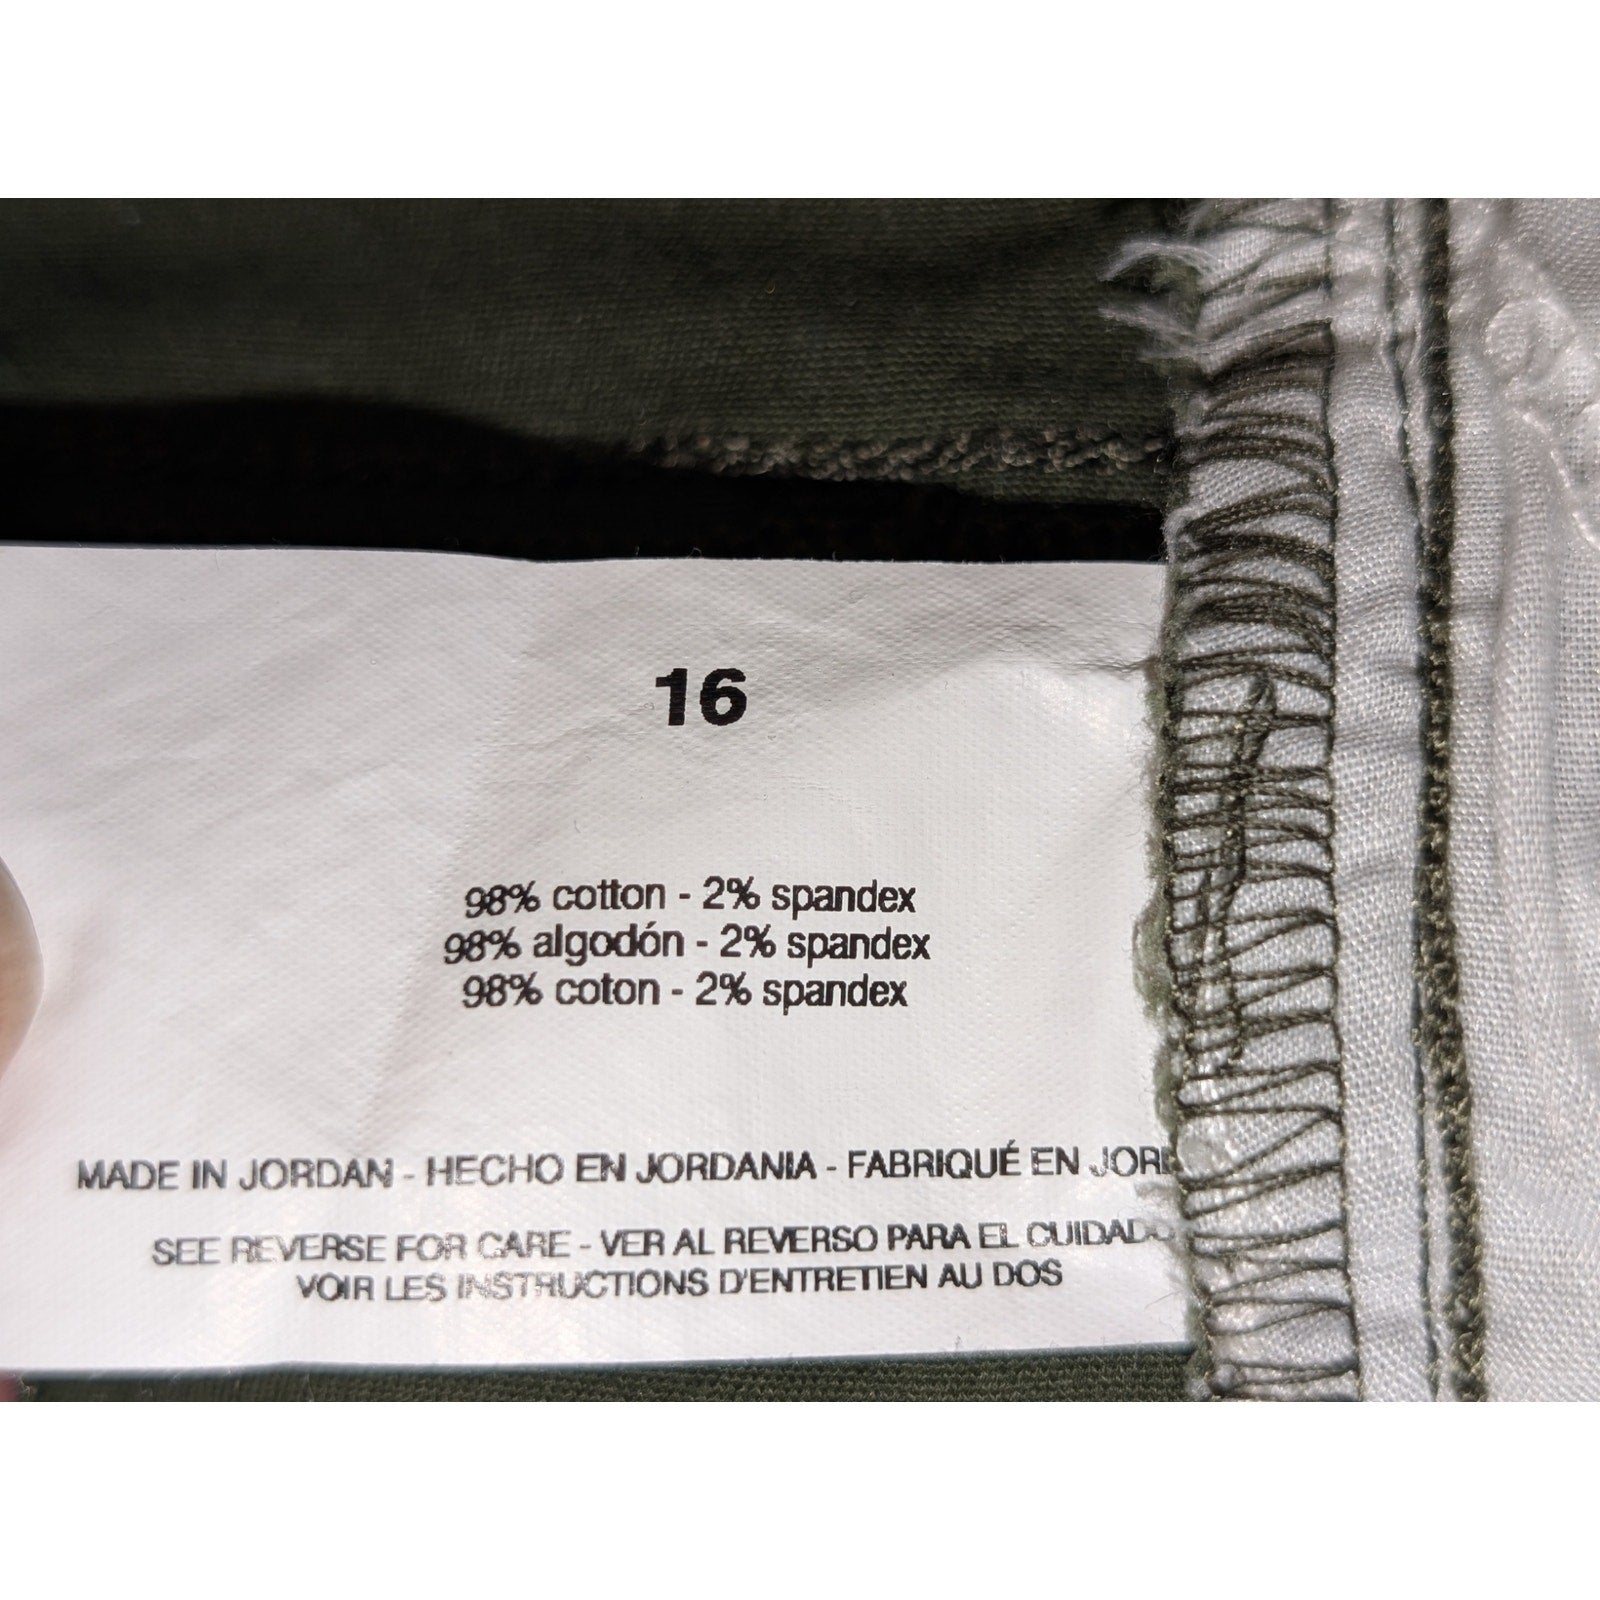 16
98% cotton - 2% spandex
98% algodón - 2% spandex
98% coton - 2% spandex
MADE IN JORDAN - HECHO EN JORDANIA - FABRIQUÉ EN
SEE REVERSE FOR CARE - VER AL REVERSO PARA EL CUIDADO
VOIR LES INSTRUCTIONS D'ENTRETIEN AU DOS